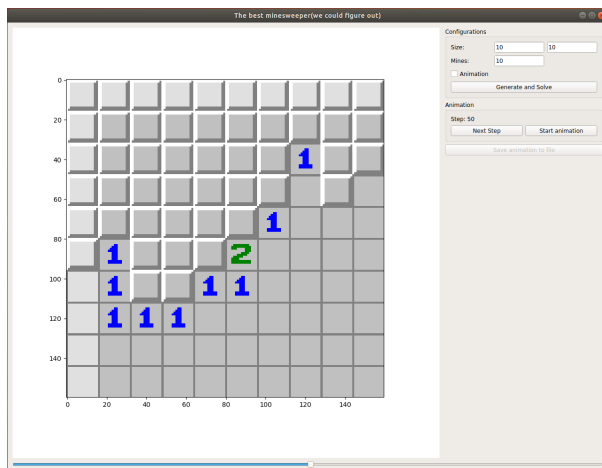 The best minesweeper(we could figure out)
Configurations
Size: 10 10
Mines: 10
Animation
Generate and Solve
Animation
Step: 50
Next Step Start animation
Save animation to file
0
20
40
60
80
100
120
140
1
1
1 2
1 1 1
1 1 1
0 20 40 60 80 100 120 140